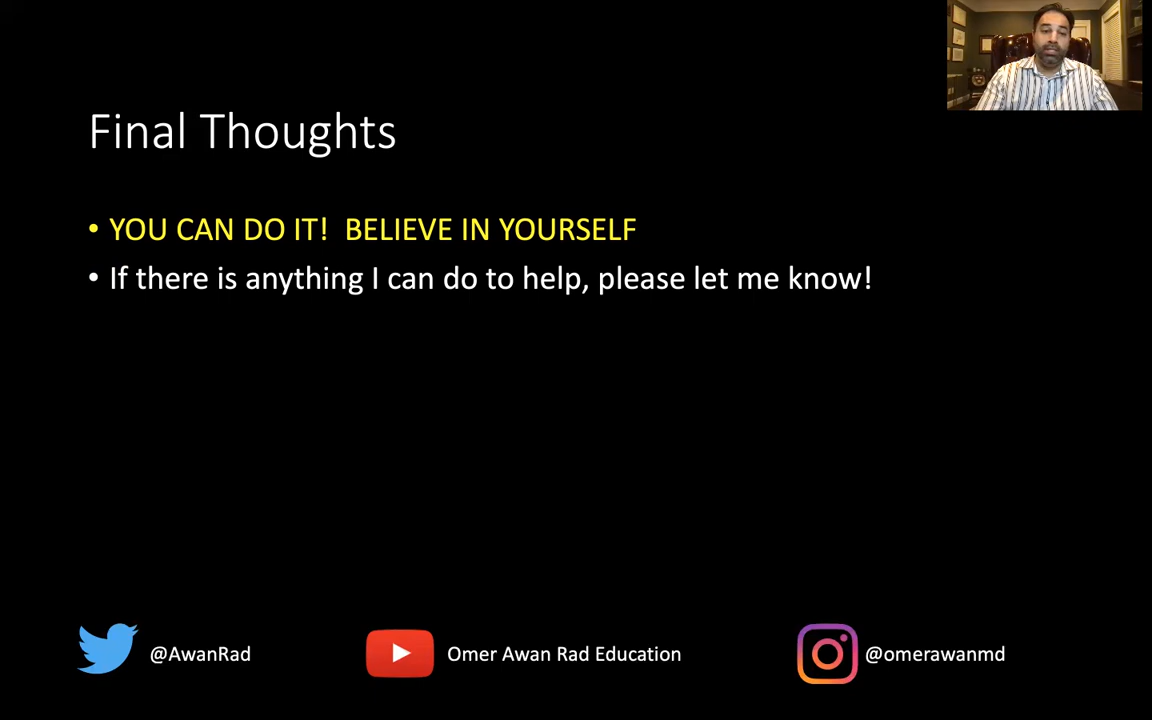 Final Thoughts
• YOU CAN DO IT!  BELIEVE IN YOURSELF
• If there is anything I can do to help, please let me know!
@AwanRad
Omer Awan Rad Education
@omerawanmd